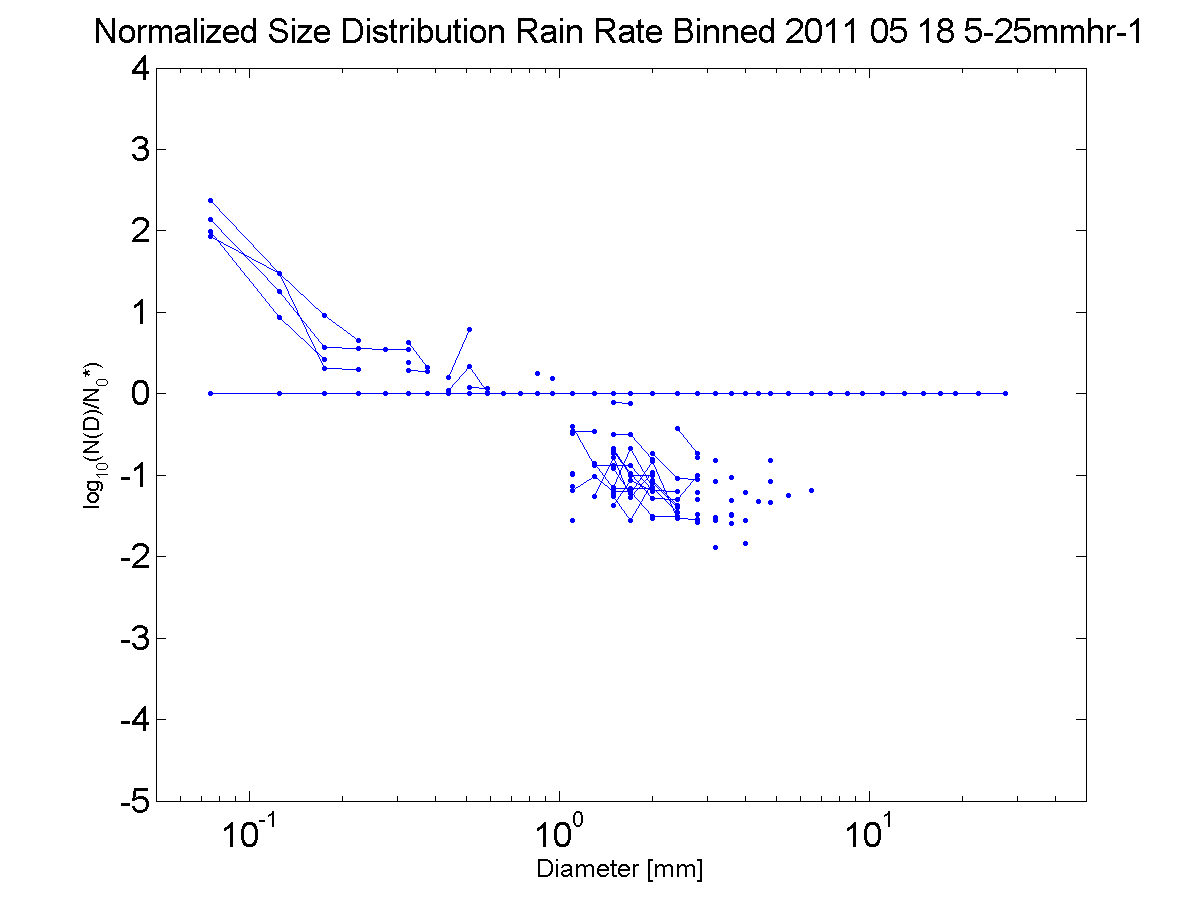 Normalized Size Distribution Rain Rate Binned 2011 05 18 5-25mmhr-1
4
3
2
1
0
-1
-2
-3
-4
-5
log10(N(D)/N0*)
10-1 100 101
Diameter [mm]